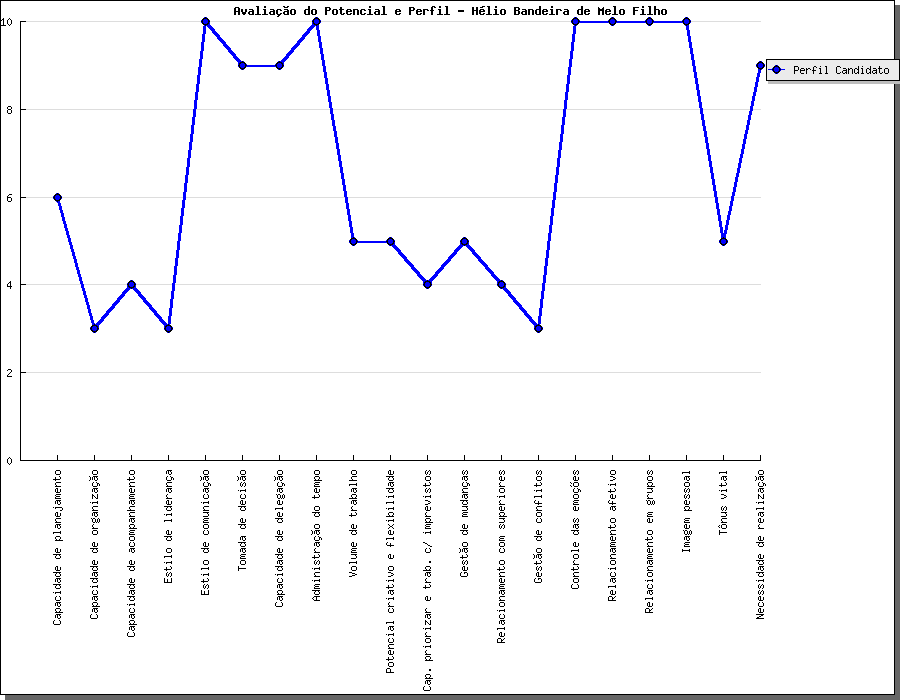 Avaliação do Potencial e Perfil - Hélio Bandeira de Melo Filho
10
8
6
4
2
0
Perfil Candidato
Capacidade de planejamento
Capacidade de organização
Capacidade de acompanhamento
Estilo de liderança
Estilo de comunicação
Tomada de decisão
Capacidade de delegação
Administração do tempo
Volume de trabalho
Potencial criativo e flexibilidade
Cap. priorizar e trab. c/ imprevistos
Gestão de mudanças
Relacionamento com superiores
Gestão de conflitos
Controle das emoções
Relacionamento afetivo
Relacionamento em grupos
Imagem pessoal
Tônus vital
Necessidade de realização